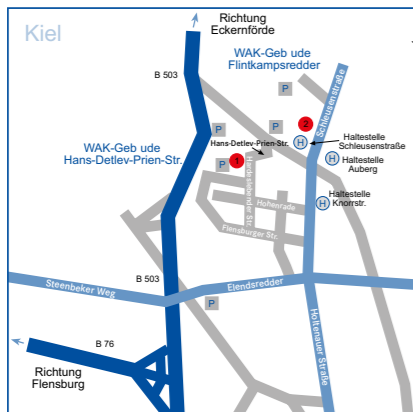 Kiel
Richtung
Eckernförde
WAK-Geb ude
Flintkampsredder
B 503
P
Schleusenstraße
P
P
2
Hans-Detlev-Prien-Str.
H
Haltestelle
Schleusenstraße
WAK-Geb ude
Hans-Detlev-Prien-Str.
P
1
H
Haltestelle
Auberg
Haderslebender Str.
Hohenrade
H
Haltestelle
Knorrstr.
Flensburger Str.
B 503
Steenbeker Weg
Elendsredder
P
Holtenauer Straße
B 76
Richtung
Flensburg